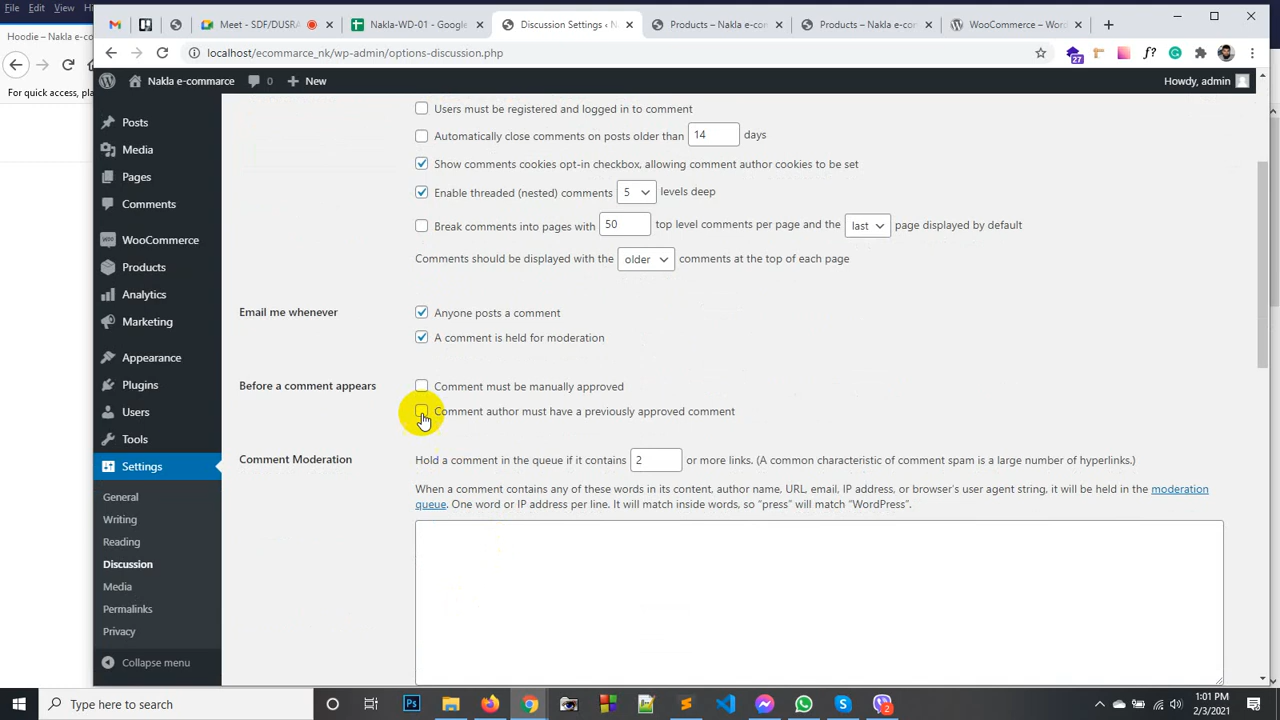 File Edit View
Hoodie – Nakla e-com
For quick access, pla
Meet - SDF/DUSRA
Nakla-WD-01 - Google
Discussion Settings ‹ N
Products – Nakla e-com
Products – Nakla e-com
WooCommerce – Word
localhost/ecommarce_nk/wp-admin/options-discussion.php
27
Nakla e-commarce
0
New
Howdy, admin
Posts
Media
Pages
Comments
WooCommerce
Products
Analytics
Marketing
Appearance
Plugins
Users
Tools
Settings
General
Writing
Reading
Discussion
Media
Permalinks
Privacy
Collapse menu
Users must be registered and logged in to comment
Automatically close comments on posts older than 14 days
Show comments cookies opt-in checkbox, allowing comment author cookies to be set
Enable threaded (nested) comments 5 levels deep
Break comments into pages with 50 top level comments per page and the last page displayed by default
Comments should be displayed with the older comments at the top of each page
Email me whenever
Anyone posts a comment
A comment is held for moderation
Before a comment appears
Comment must be manually approved
Comment author must have a previously approved comment
Comment Moderation
Hold a comment in the queue if it contains 2 or more links. (A common characteristic of comment spam is a large number of hyperlinks.)
When a comment contains any of these words in its content, author name, URL, email, IP address, or browser's user agent string, it will be held in the moderation
queue. One word or IP address per line. It will match inside words, so “press” will match “WordPress”.
Type here to search
Ps
2
1:01 PM
2/3/2021